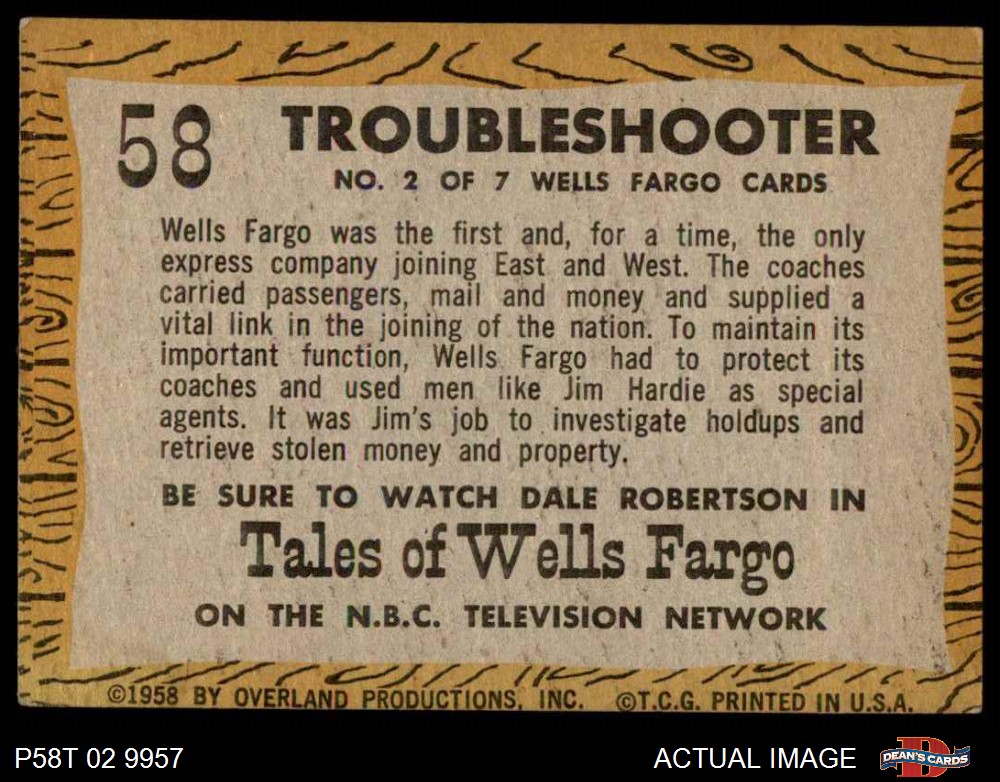 58 TROUBLESHOOTER
NO. 2 OF 7 WELLS FARGO CARDS
Wells Fargo was the first and, for a time, the only
express company joining East and West. The coaches
carried passengers, mail and money and supplied a
vital link in the joining of the nation. To maintain its
important function, Wells Fargo had to protect its
coaches and used men like Jim Hardie as special
agents. It was Jim's job to investigate holdups and
retrieve stolen money and property.
BE SURE TO WATCH DALE ROBERTSON IN
Tales of Wells Fargo
ON THE N.B.C. TELEVISION NETWORK
©1958 BY OVERLAND PRODUCTIONS, INC. ©T.C.G. PRINTED IN U.S.A.
P58T 02 9957 ACTUAL IMAGE DEAN'S CARDS